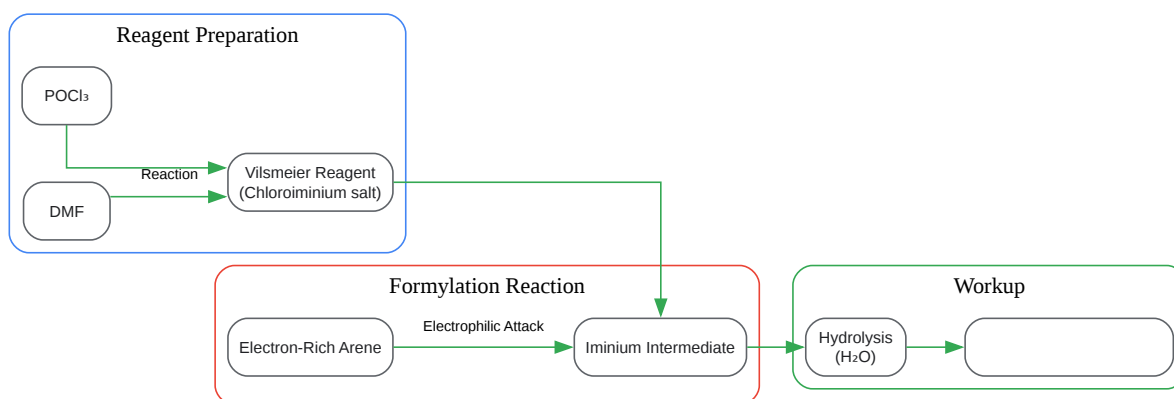 Reagent Preparation
POCl₃
Reaction
DMF
Vilsmeier Reagent
(Chloroiminium salt)
Formylation Reaction
Electron-Rich Arene
Electrophilic Attack
Iminium Intermediate
Workup
Hydrolysis
(H₂O)